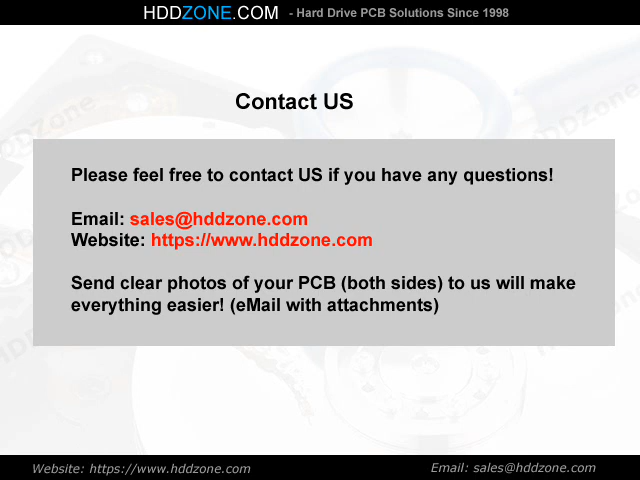 HDDZONE.COM - Hard Drive PCB Solutions Since 1998
Contact US
Please feel free to contact US if you have any questions!
Email: sales@hddzone.com
Website: https://www.hddzone.com
Send clear photos of your PCB (both sides) to us will make
everything easier! (eMail with attachments)
Website: https://www.hddzone.com
Email: sales@hddzone.com